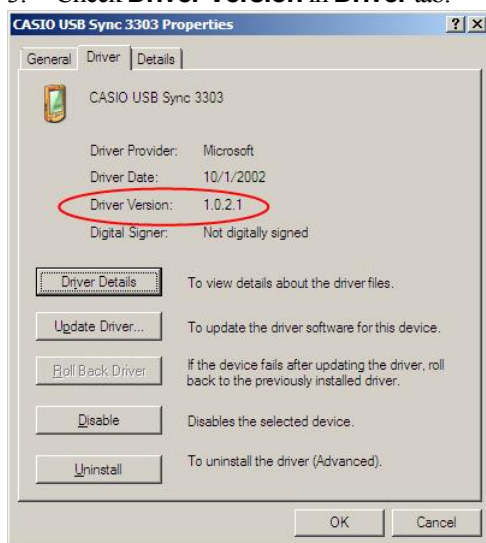 Check Driver Version in Driver tab.
CASIO USB Sync 3303 Properties
General Driver Details
CASIO USB Sync 3303
Driver Provider: Microsoft
Driver Date: 10/1/2002
Driver Version: 1.0.2.1
Digital Signer: Not digitally signed
Driver Details To view details about the driver files.
Update Driver... To update the driver software for this device.
Roll Back Driver If the device fails after updating the driver, roll
back to the previously installed driver.
Disable Disables the selected device.
Uninstall To uninstall the driver (Advanced).
OK Cancel